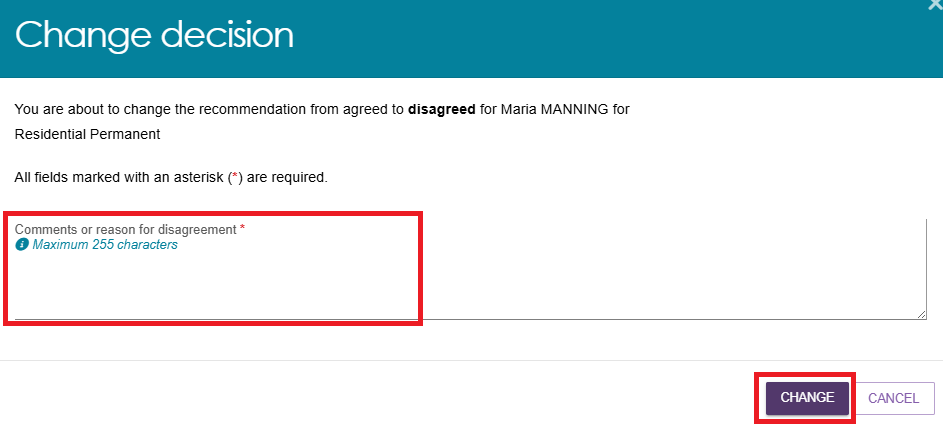 Change decision
You are about to change the recommendation from agreed to disagreed for Maria MANNING for
Residential Permanent
All fields marked with an asterisk (*) are required.
Comments or reason for disagreement *
Maximum 255 characters
CHANGE
CANCEL